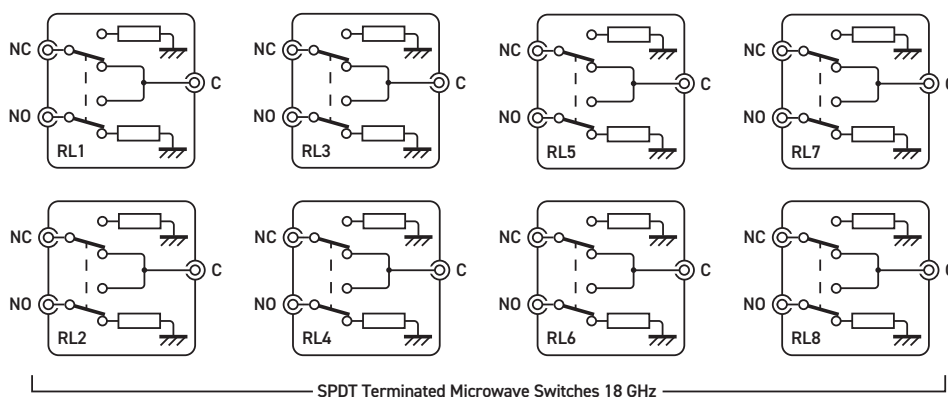 NC
C
NO
RL1
NC
C
NO
RL3
NC
C
NO
RL5
NC
C
NO
RL7
NC
C
NO
RL2
NC
C
NO
RL4
NC
C
NO
RL6
NC
C
NO
RL8
SPDT Terminated Microwave Switches 18 GHz